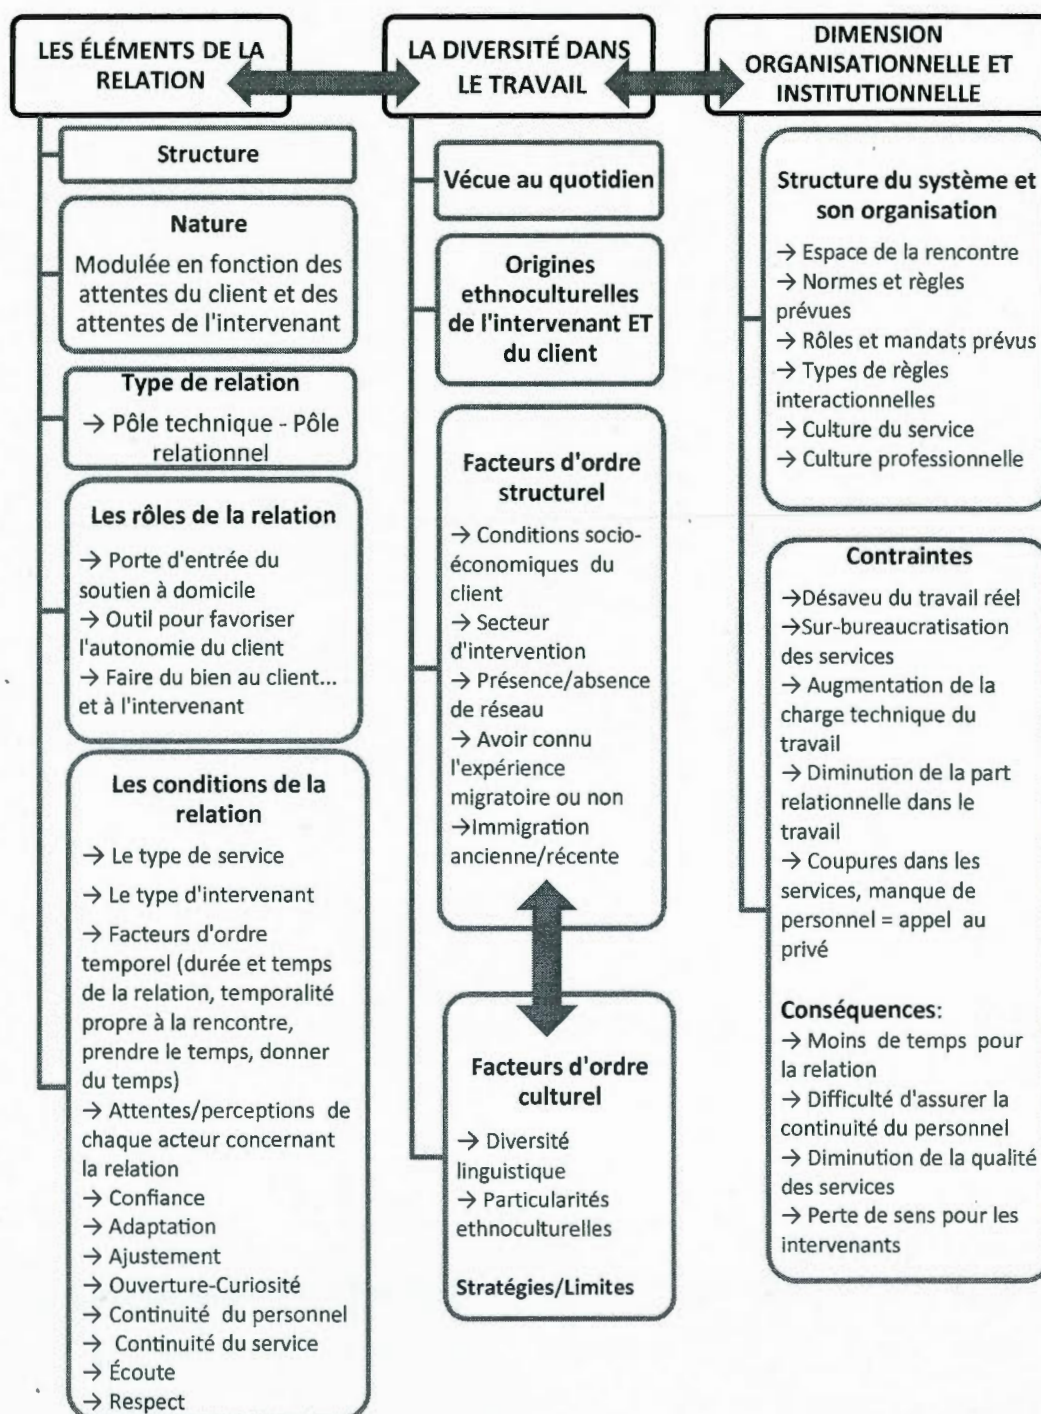 LES ÉLÉMENTS DE LA
RELATION
Structure
Nature
Modulée en fonction des
attentes du client et des
attentes de l'intervenant
Type de relation
→ Pôle technique - Pôle
relationnel
Les rôles de la relation
→ Porte d'entrée du
soutien à domicile
→ Outil pour favoriser
l'autonomie du client
→ Faire du bien au client...
et à l'intervenant
Les conditions de la
relation
→ Le type de service
→ Le type d'intervenant
→ Facteurs d'ordre
temporel (durée et temps
de la relation, temporalité
propre à la rencontre,
prendre le temps, donner
du temps)
→ Attentes/perceptions de
chaque acteur concernant
la relation
→ Confiance
→ Adaptation
→ Ajustement
→ Ouverture-Curiosité
→ Continuité du personnel
→ Continuité du service
→ Écoute
→ Respect
LA DIVERSITÉ DANS
LE TRAVAIL
Vécue au quotidien
Origines
ethnoculturelles
de l'intervenant ET
du client
Facteurs d'ordre
structurel
→ Conditions socio-
économiques du
client
→ Secteur
d'intervention
→ Présence/absence
de réseau
→ Avoir connu
l'expérience
migratoire ou non
→Immigration
ancienne/récente
Facteurs d'ordre
culturel
→ Diversité
linguistique
→ Particularités
ethnoculturelles
Stratégies/Limites
DIMENSION
ORGANISATIONNELLE ET
INSTITUTIONNELLE
Structure du système et
son organisation
→ Espace de la rencontre
→ Normes et règles
prévues
→ Rôles et mandats prévus
→ Types de règles
interactionnelles
→ Culture du service
→ Culture professionnelle
Contraintes
→Désaveu du travail réel
→Sur-bureaucratisation
des services
→ Augmentation de la
charge technique du
travail
→ Diminution de la part
relationnelle dans le
travail
→ Coupures dans les
services, manque de
personnel = appel au
privé
Conséquences:
→ Moins de temps pour
la relation
→ Difficulté d'assurer la
continuité du personnel
→ Diminution de la qualité
des services
→ Perte de sens pour les
intervenants